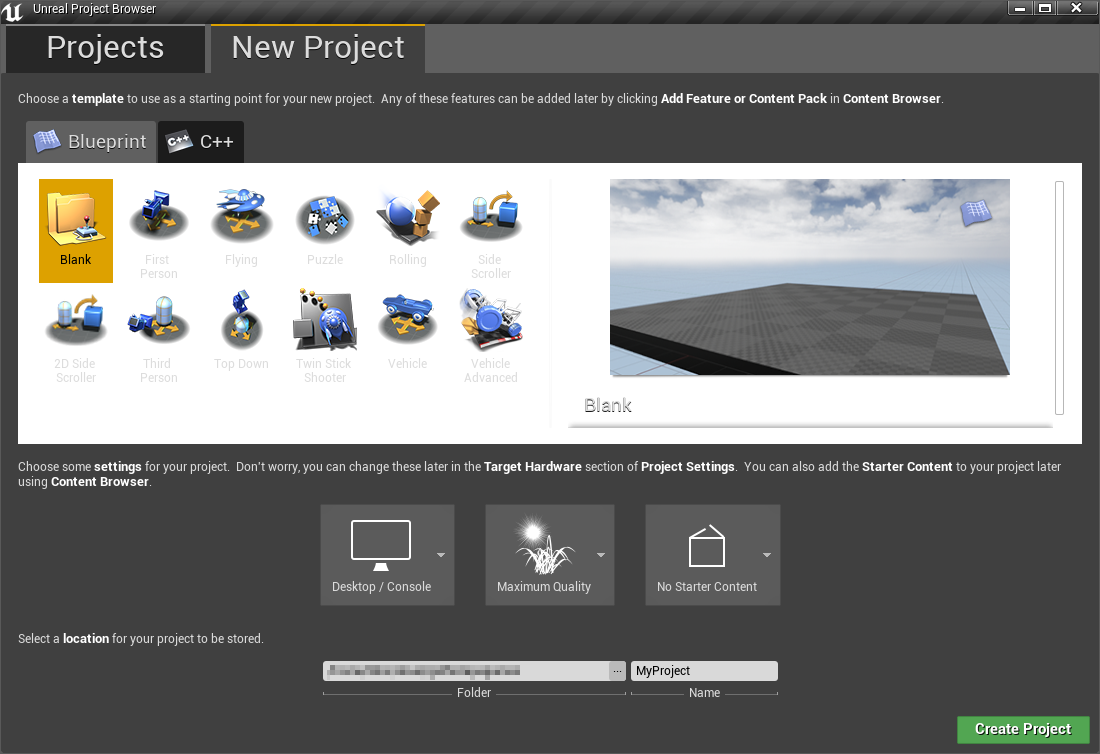 Unreal Project Browser
Projects
New Project
Choose a template to use as a starting point for your new project.  Any of these features can be added later by clicking Add Feature or Content Pack in Content Browser.
Blueprint
C++
C++
Blank
First
Person
Flying
Puzzle
Rolling
Side
Scroller
2D Side
Scroller
Third
Person
Top Down
Twin Stick
Shooter
Vehicle
Vehicle
Advanced
Blank
Choose some settings for your project.  Don't worry, you can change these later in the Target Hardware section of Project Settings.  You can also add the Starter Content to your project later
using Content Browser.
Desktop / Console
Maximum Quality
No Starter Content
Select a location for your project to be stored.
...
MyProject
Folder
Name
Create Project